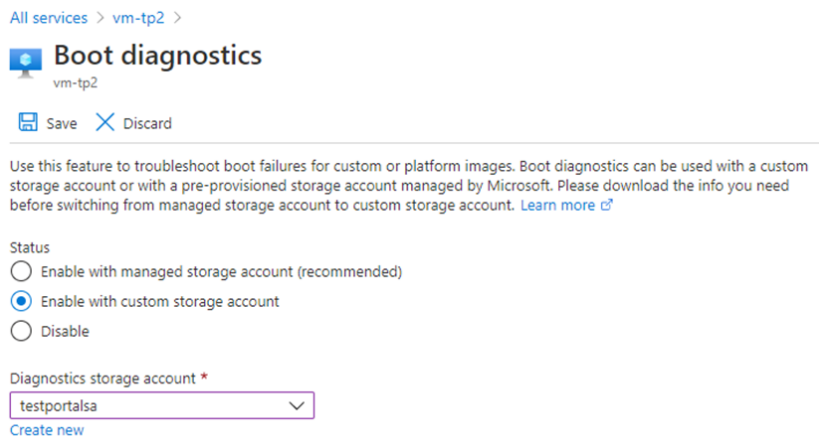 All services > vm-tp2 >
Boot diagnostics
vm-tp2
Save Discard
Use this feature to troubleshoot boot failures for custom or platform images. Boot diagnostics can be used with a custom
storage account or with a pre-provisioned storage account managed by Microsoft. Please download the info you need
before switching from managed storage account to custom storage account. Learn more
Status
Enable with managed storage account (recommended)
Enable with custom storage account
Disable
Diagnostics storage account *
testportalsa
Create new